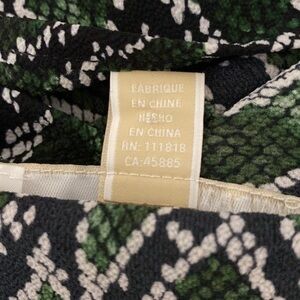 FABRIQUE
EN CHINE
HECHO
EN CHINA
RN: 111818
CA-45885